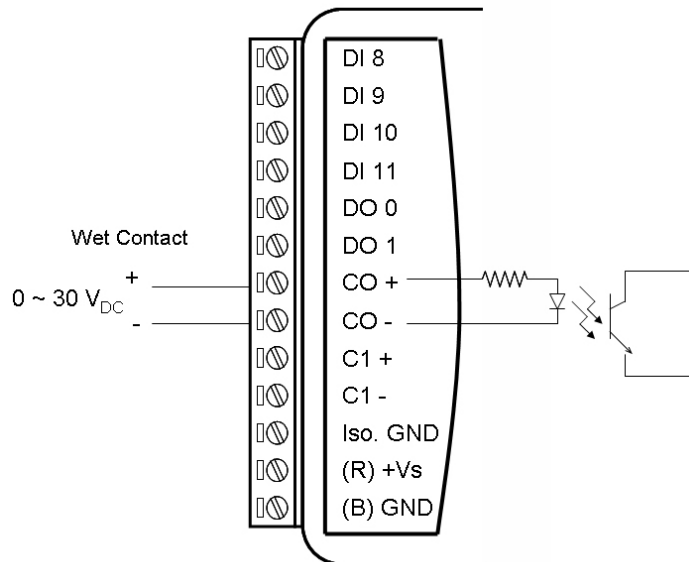 DI 8
DI 9
DI 10
DI 11
DO 0
DO 1
Wet Contact
+
0 ~ 30 VDC
-
CO +
CO -
C1 +
C1 -
Iso. GND
(R) +Vs
(B) GND